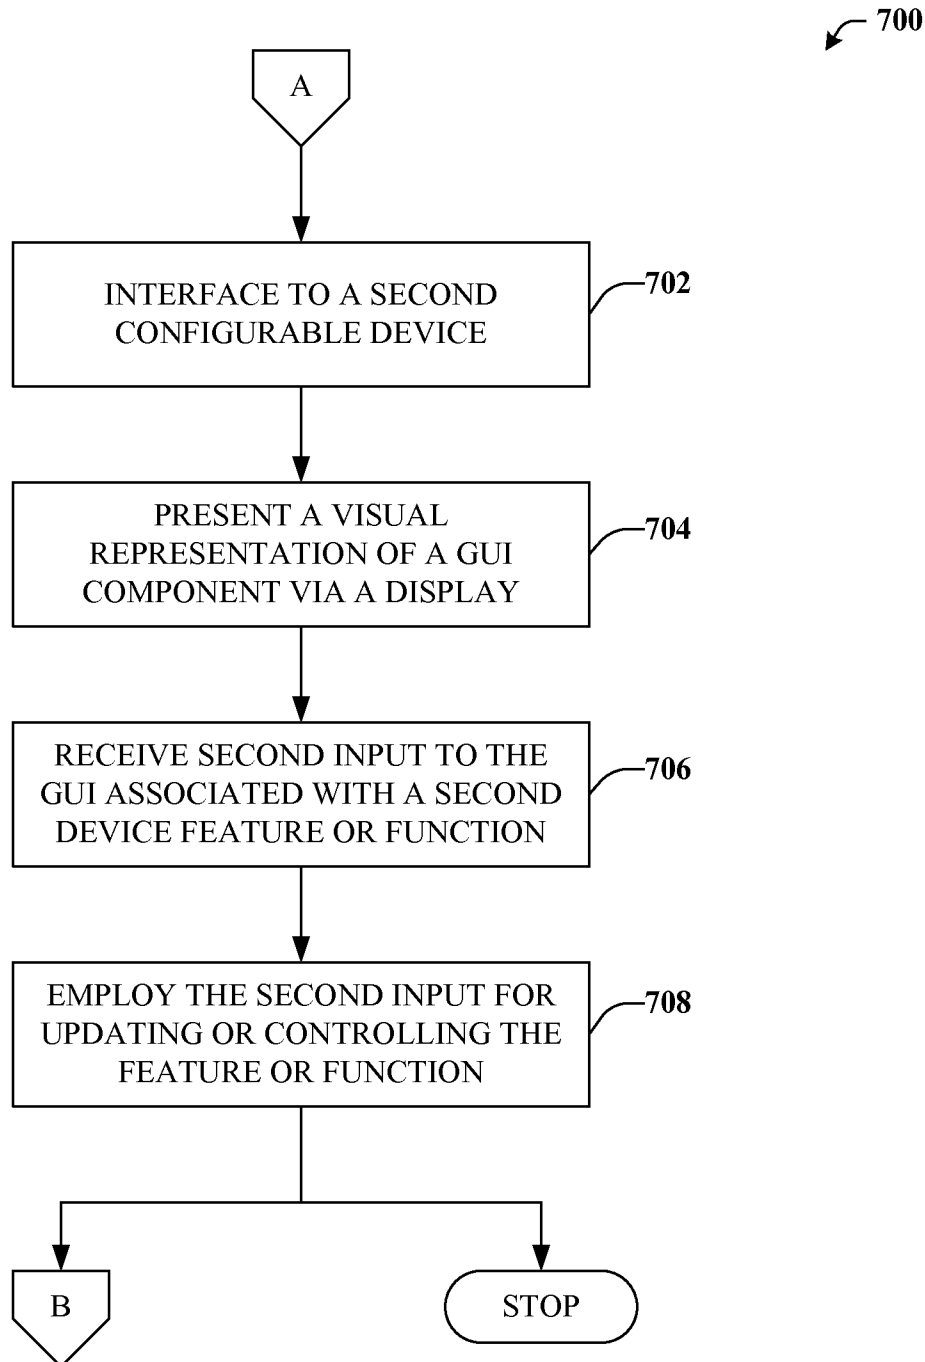 700
A
INTERFACE TO A SECOND
CONFIGURABLE DEVICE
702
PRESENT A VISUAL
REPRESENTATION OF A GUI
COMPONENT VIA A DISPLAY
704
RECEIVE SECOND INPUT TO THE
GUI ASSOCIATED WITH A SECOND
DEVICE FEATURE OR FUNCTION
706
EMPLOY THE SECOND INPUT FOR
UPDATING OR CONTROLLING THE
FEATURE OR FUNCTION
708
B
STOP